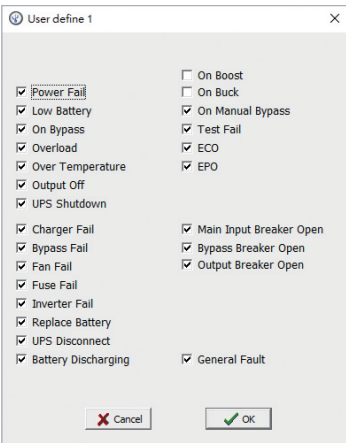 User define 1
Power Fail
Low Battery
On Bypass
Overload
Over Temperature
Output Off
UPS Shutdown
Charger Fail
Bypass Fail
Fan Fail
Fuse Fail
Inverter Fail
Replace Battery
UPS Disconnect
Battery Discharging
On Boost
On Buck
On Manual Bypass
Test Fail
ECO
EPO
Main Input Breaker Open
Bypass Breaker Open
Output Breaker Open
General Fault
Cancel
OK